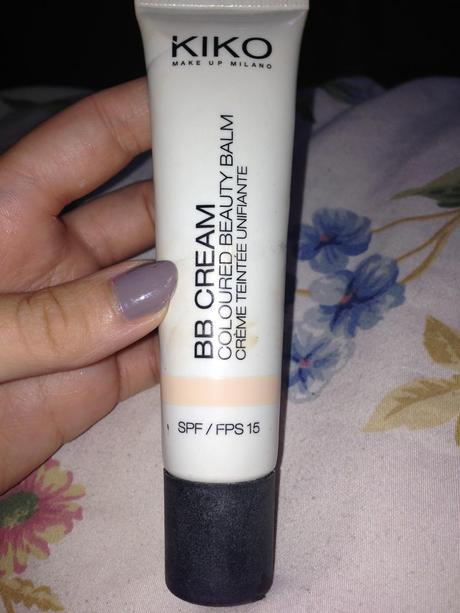 KIKO
MAKE UP MILANO
BB CREAM
COLOURED BEAUTY BALM
CRÈME TEINTÉE UNIFIANTE
SPF / FPS 15